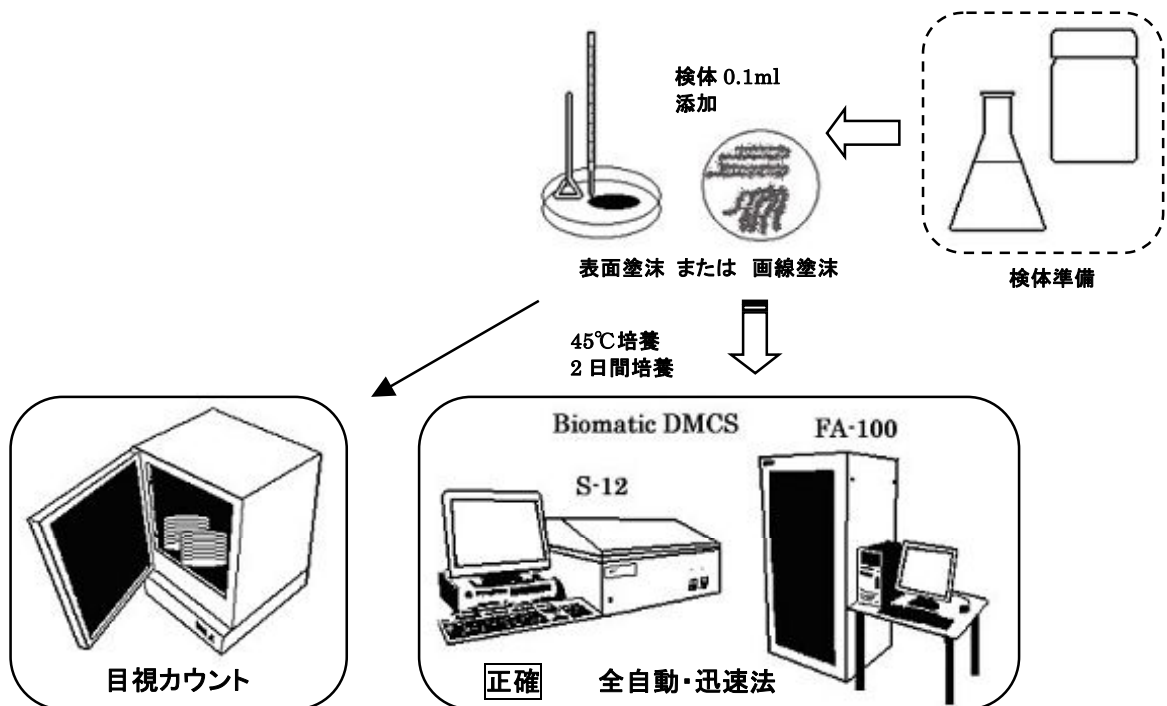 検体 0.1ml
添加
検体準備
表面塗沫 または 画線塗沫
45℃培養
2 日間培養
目視カウント
Biomatic DMCS
FA-100
S-12
正確 全自動・迅速法